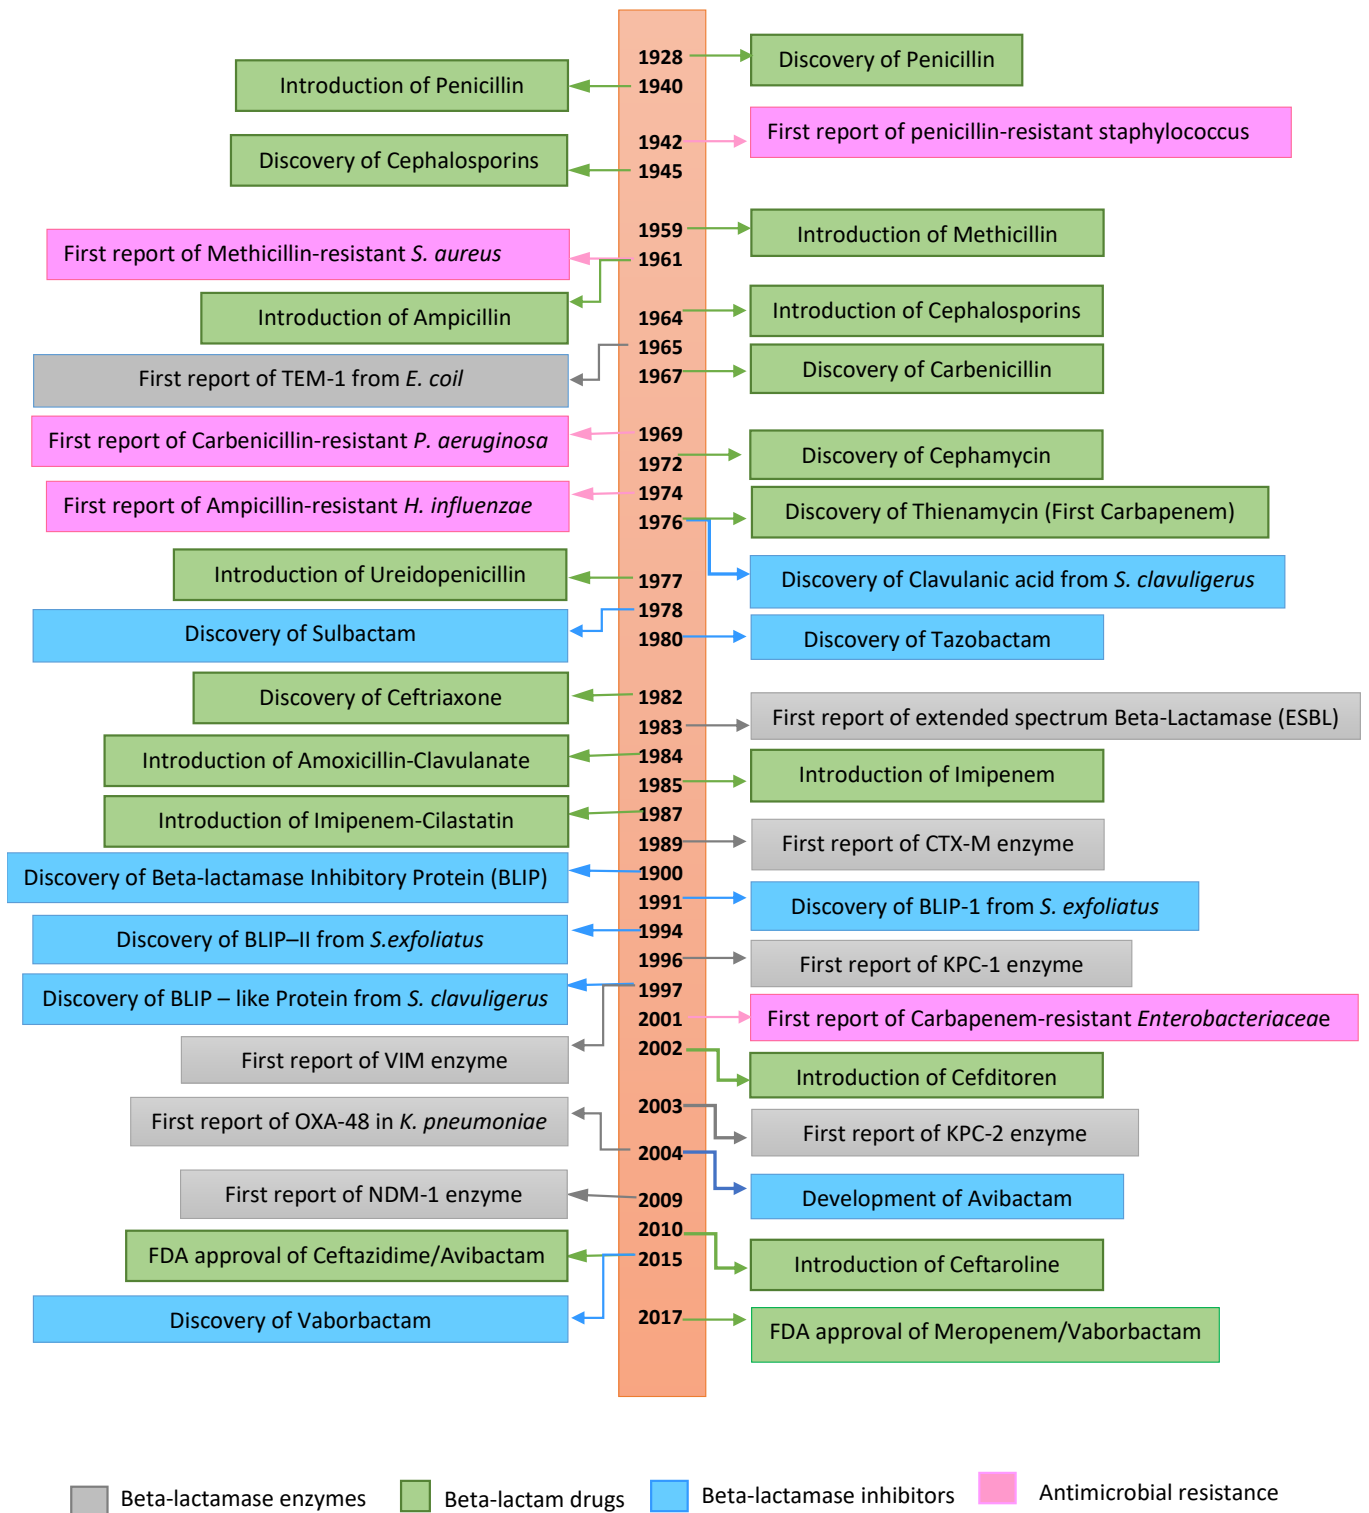 1928
Discovery of Penicillin
Introduction of Penicillin
1940
1942
First report of penicillin-resistant staphylococcus
Discovery of Cephalosporins
1945
1959
Introduction of Methicillin
First report of Methicillin-resistant S. aureus
1961
Introduction of Ampicillin
1964
Introduction of Cephalosporins
1965
First report of TEM-1 from E. coil
1967
Discovery of Carbenicillin
First report of Carbenicillin-resistant P. aeruginosa
1969
1972
Discovery of Cephamycin
First report of Ampicillin-resistant H. influenzae
1974
1976
Discovery of Thienamycin (First Carbapenem)
Discovery of Clavulanic acid from S. clavuligerus
Introduction of Ureidopenicillin
1977
1978
Discovery of Sulbactam
1980
Discovery of Tazobactam
Discovery of Ceftriaxone
1982
1983
First report of extended spectrum Beta-Lactamase (ESBL)
Introduction of Amoxicillin-Clavulanate
1984
1985
Introduction of Imipenem
Introduction of Imipenem-Cilastatin
1987
1989
First report of CTX-M enzyme
Discovery of Beta-lactamase Inhibitory Protein (BLIP)
1900
1991
Discovery of BLIP-1 from S. exfoliatus
Discovery of BLIP–II from S.exfoliatus
1994
1996
First report of KPC-1 enzyme
Discovery of BLIP – like Protein from S. clavuligerus
1997
2001
First report of Carbapenem-resistant Enterobacteriaceae
First report of VIM enzyme
2002
Introduction of Cefditoren
First report of OXA-48 in K. pneumoniae
2003
First report of KPC-2 enzyme
2004
Development of Avibactam
First report of NDM-1 enzyme
2009
2010
FDA approval of Ceftazidime/Avibactam
2015
Introduction of Ceftaroline
Discovery of Vaborbactam
2017
FDA approval of Meropenem/Vaborbactam
Beta-lactamase enzymes
Beta-lactam drugs
Beta-lactamase inhibitors
Antimicrobial resistance